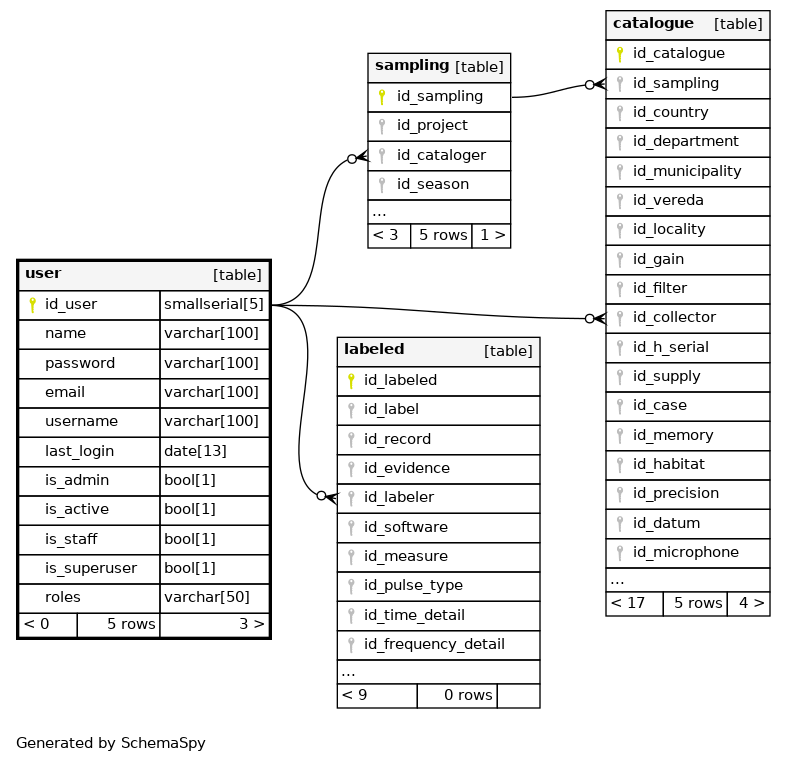 user [table]
id_user smallserial[5]
name varchar[100]
password varchar[100]
email varchar[100]
username varchar[100]
last_login date[13]
is_admin bool[1]
is_active bool[1]
is_staff bool[1]
is_superuser bool[1]
roles varchar[50]
< 0 5 rows 3 >
sampling [table]
id_sampling
id_project
id_cataloger
id_season
...
< 3 5 rows 1 >
labeled [table]
id_labeled
id_label
id_record
id_evidence
id_labeler
id_software
id_measure
id_pulse_type
id_time_detail
id_frequency_detail
...
< 9 0 rows
catalogue [table]
id_catalogue
id_sampling
id_country
id_department
id_municipality
id_vereda
id_locality
id_gain
id_filter
id_collector
id_h_serial
id_supply
id_case
id_memory
id_habitat
id_precision
id_datum
id_microphone
...
< 17 5 rows 4 >
Generated by SchemaSpy